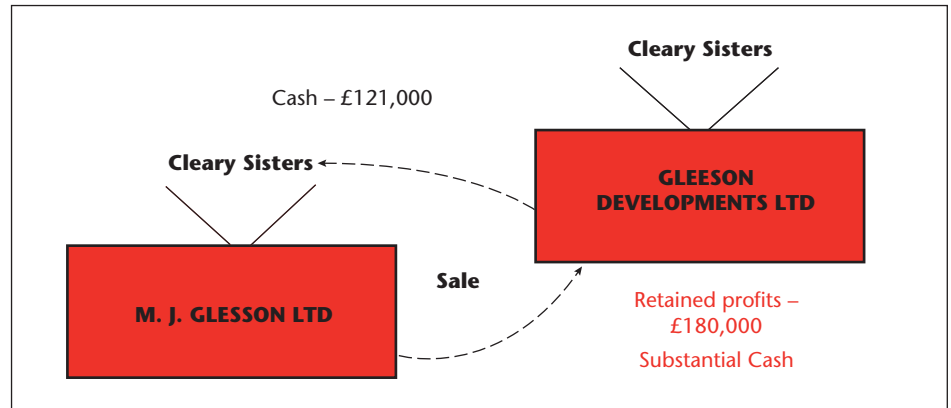 Cleary Sisters
Cash – £121,000
Cleary Sisters
GLEESON
DEVELOPMENTS LTD
Sale
M. J. GLESSON LTD
Retained profits –
£180,000
Substantial Cash